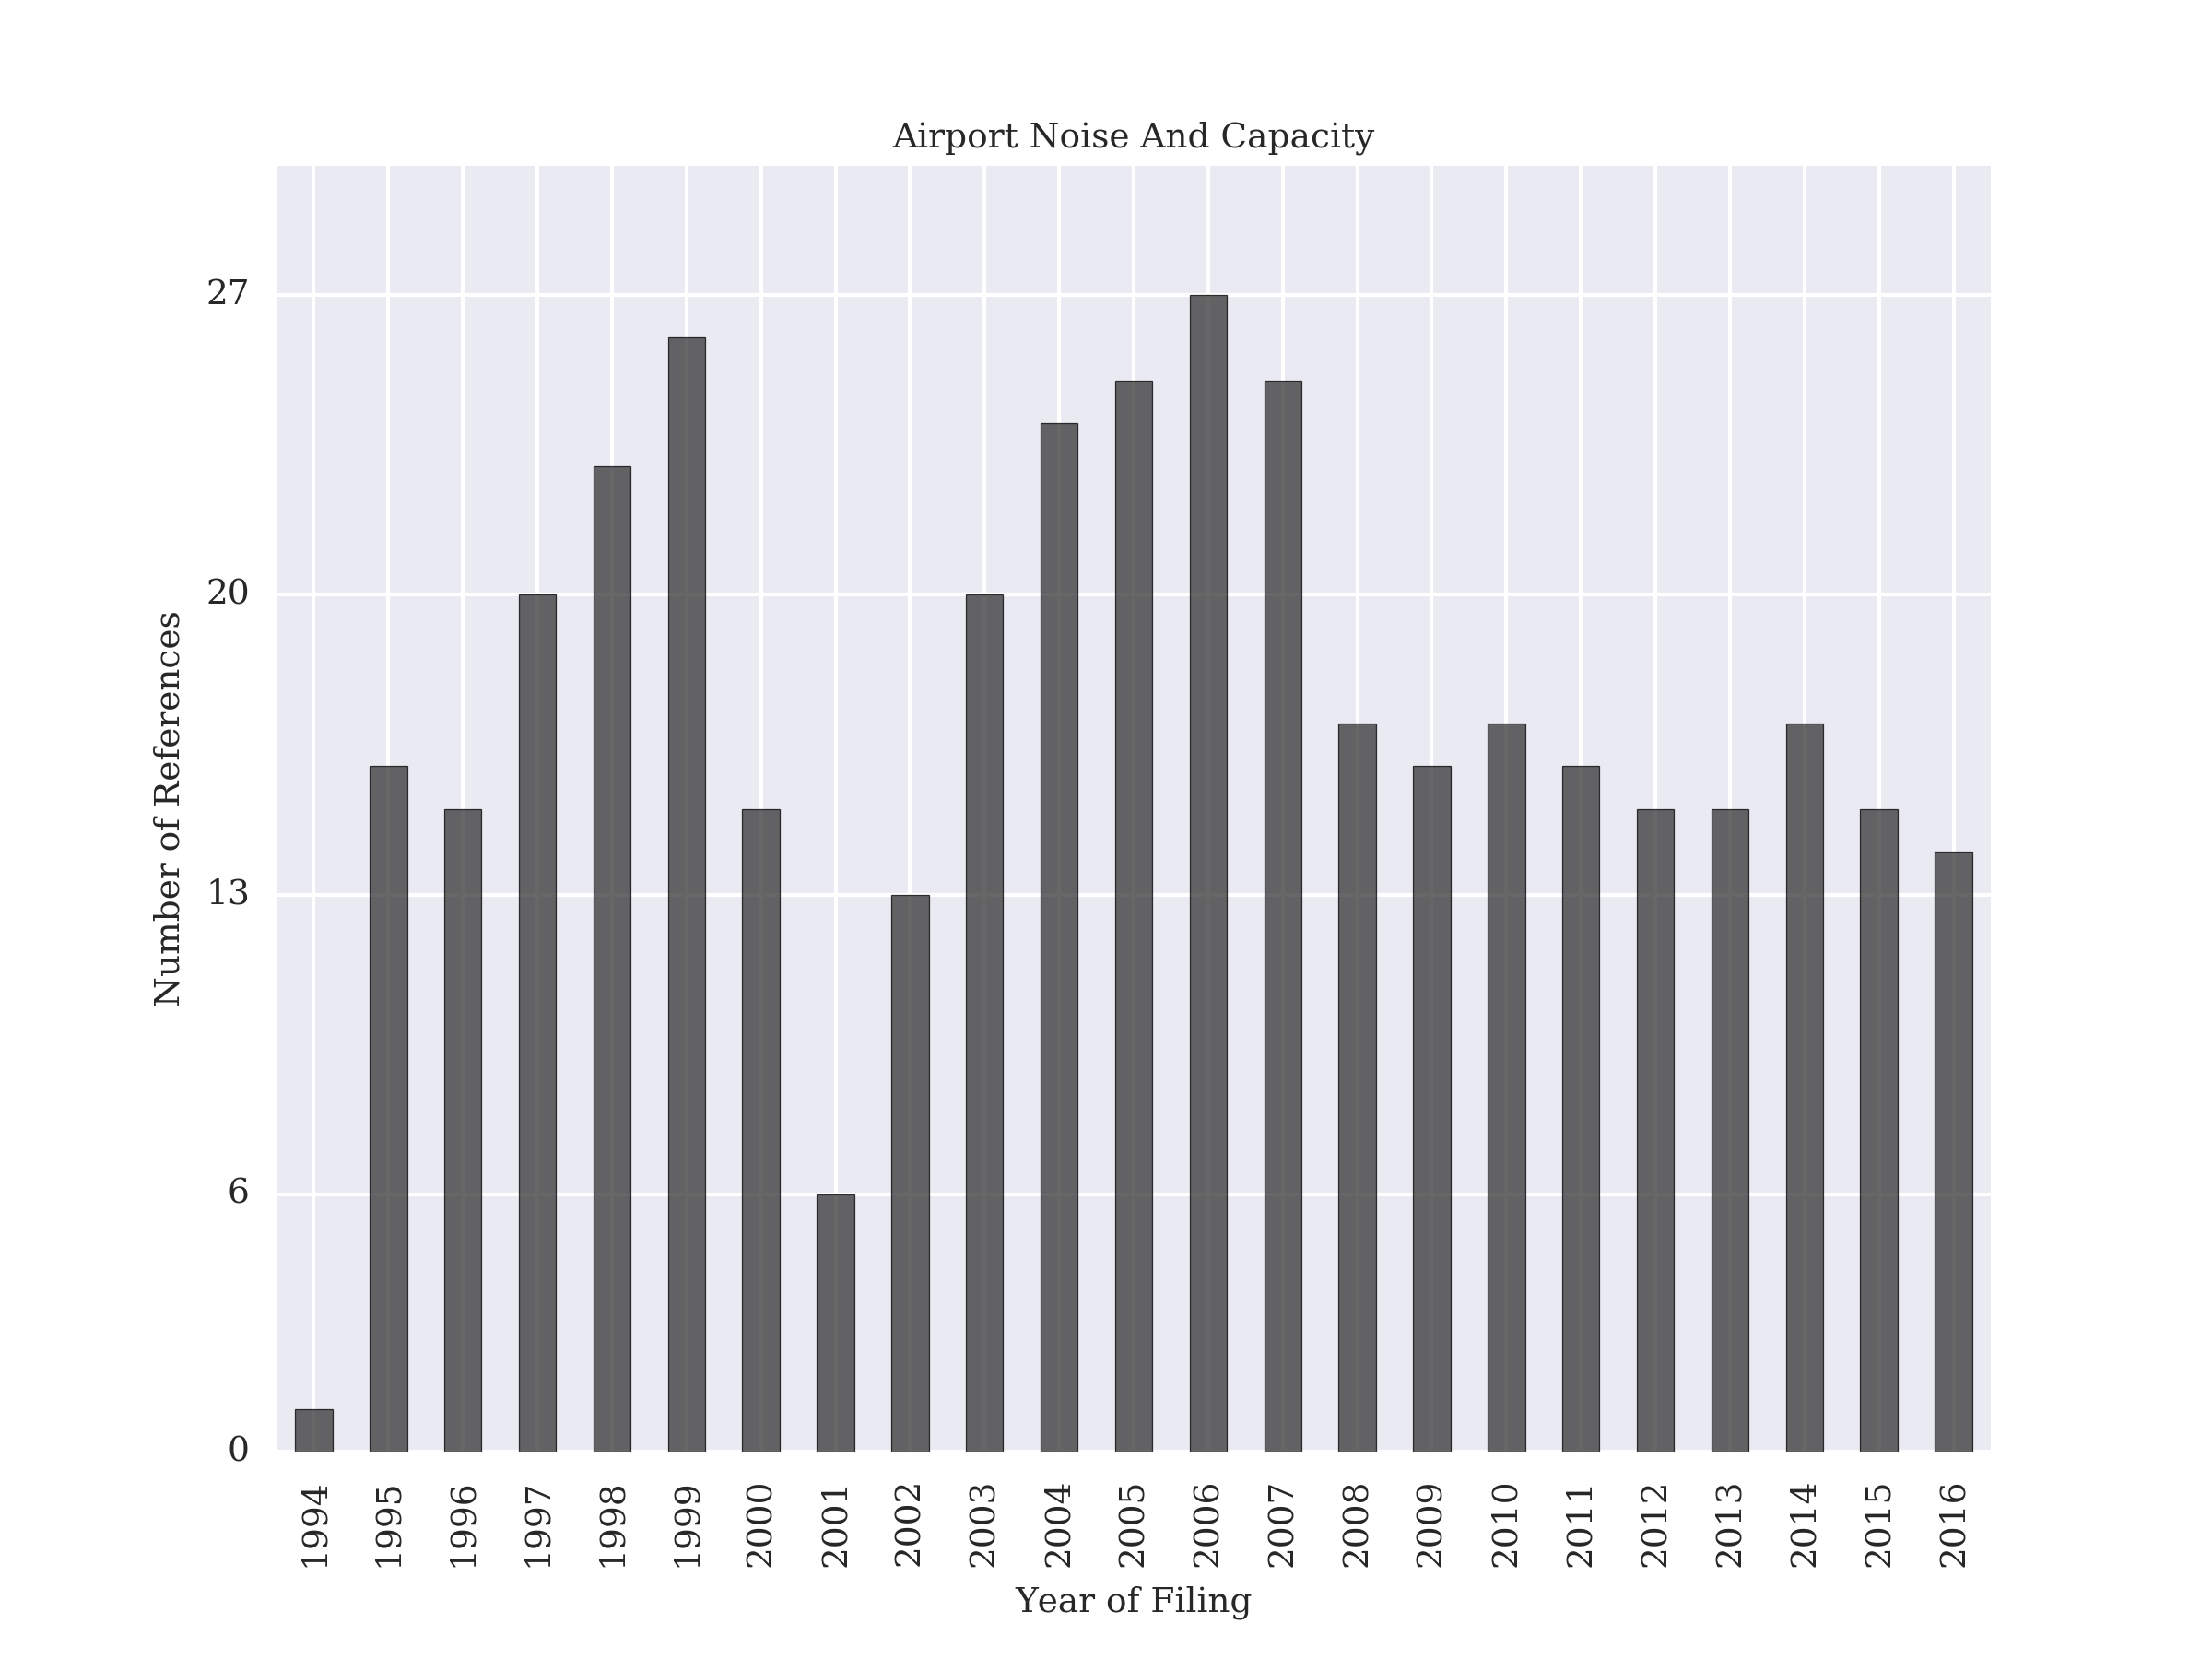 Airport Noise And Capacity
27
20
13
6
0
Number of References
1994 1995 1996 1997 1998 1999 2000 2001 2002 2003 2004 2005 2006 2007 2008 2009 2010 2011 2012 2013 2014 2015 2016
Year of Filing